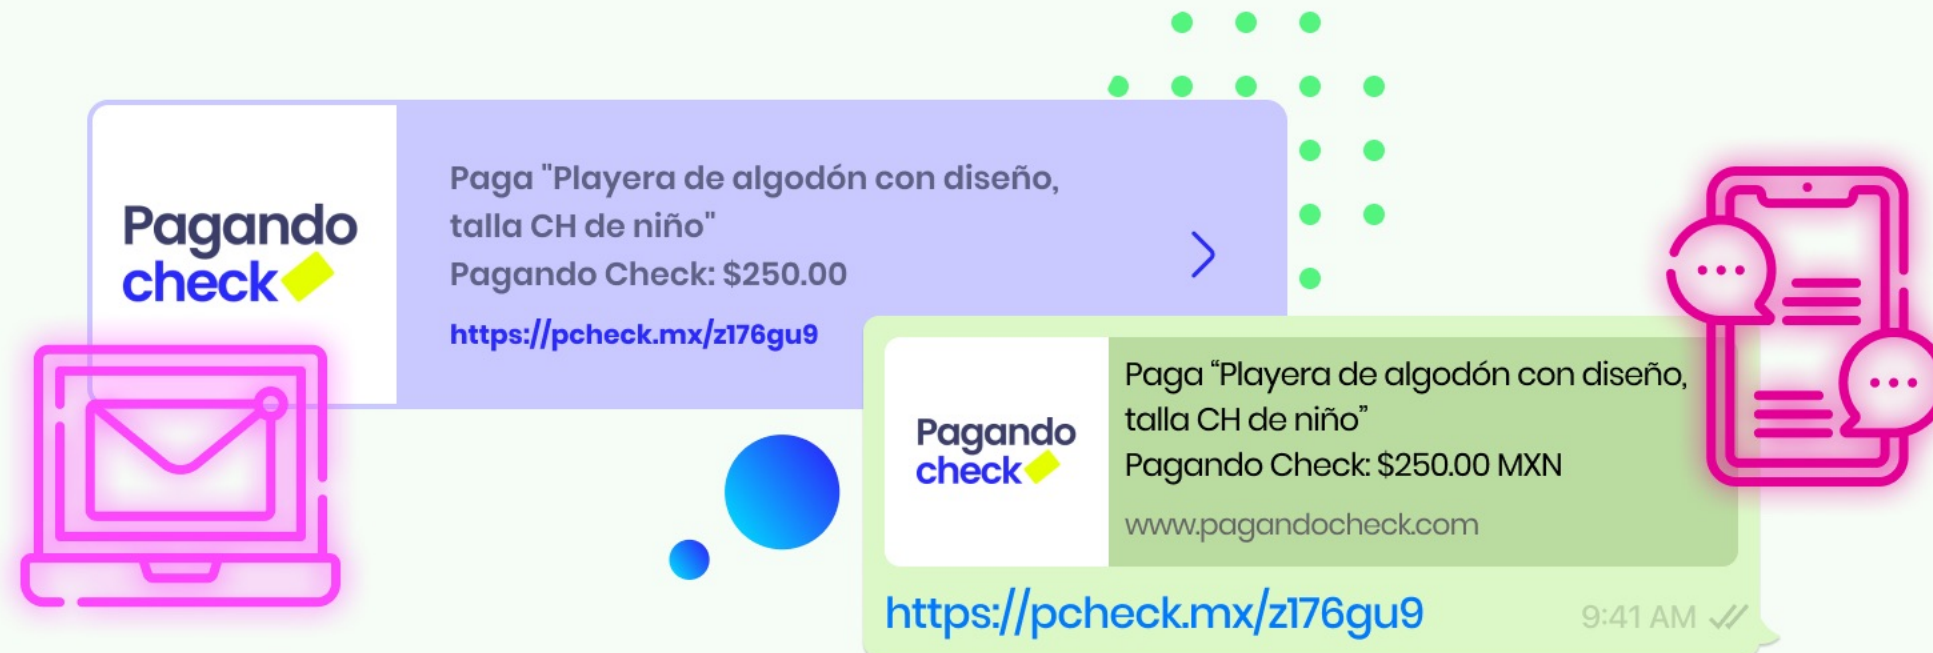 Pagando
check
Paga "Playera de algodón con diseño,
talla CH de niño"
Pagando Check: $250.00
https://pcheck.mx/z176gu9
Pagando
check
Paga “Playera de algodón con diseño,
talla CH de niño”
Pagando Check: $250.00 MXN
www.pagandocheck.com
https://pcheck.mx/z176gu9
9:41 AM